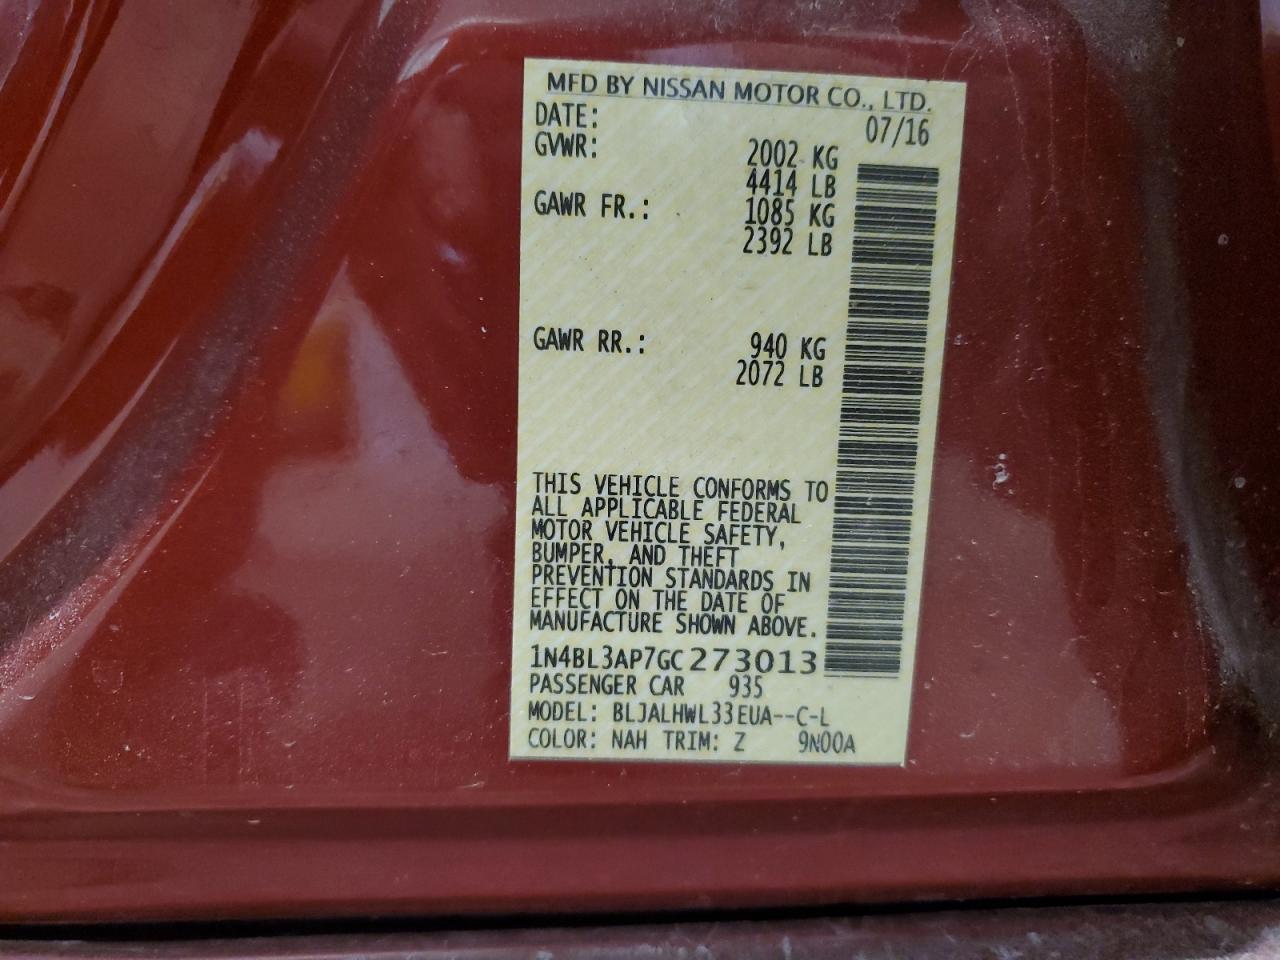 MFD BY NISSAN MOTOR CO., LTD.
DATE: 07/16
GVWR: 2002 KG
4414 LB
GAWR FR.: 1085 KG
2392 LB
GAWR RR.: 940 KG
2072 LB
THIS VEHICLE CONFORMS TO
ALL APPLICABLE FEDERAL
MOTOR VEHICLE SAFETY,
BUMPER, AND THEFT
PREVENTION STANDARDS IN
EFFECT ON THE DATE OF
MANUFACTURE SHOWN ABOVE.
1N4BL3AP7GC273013
PASSENGER CAR 935
MODEL: BLJALHWL33EUA--C-L
COLOR: NAH TRIM: Z 9N00A